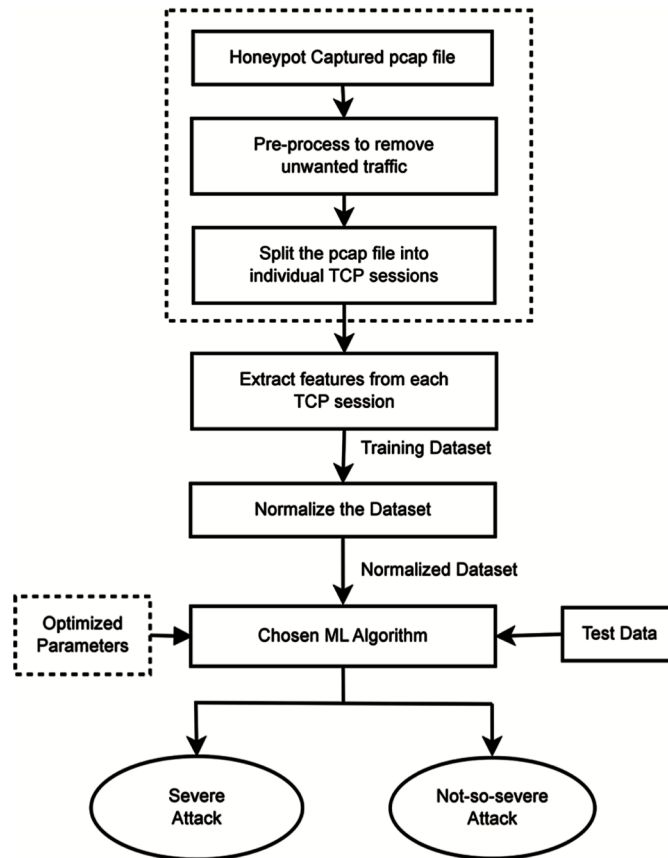 Honeypot Captured pcap file
Pre-process to remove
unwanted traffic
Split the pcap file into
individual TCP sessions
Extract features from each
TCP session
Training Dataset
Normalize the Dataset
Normalized Dataset
Optimized
Parameters
Chosen ML Algorithm
Test Data
Severe
Attack
Not-so-severe
Attack